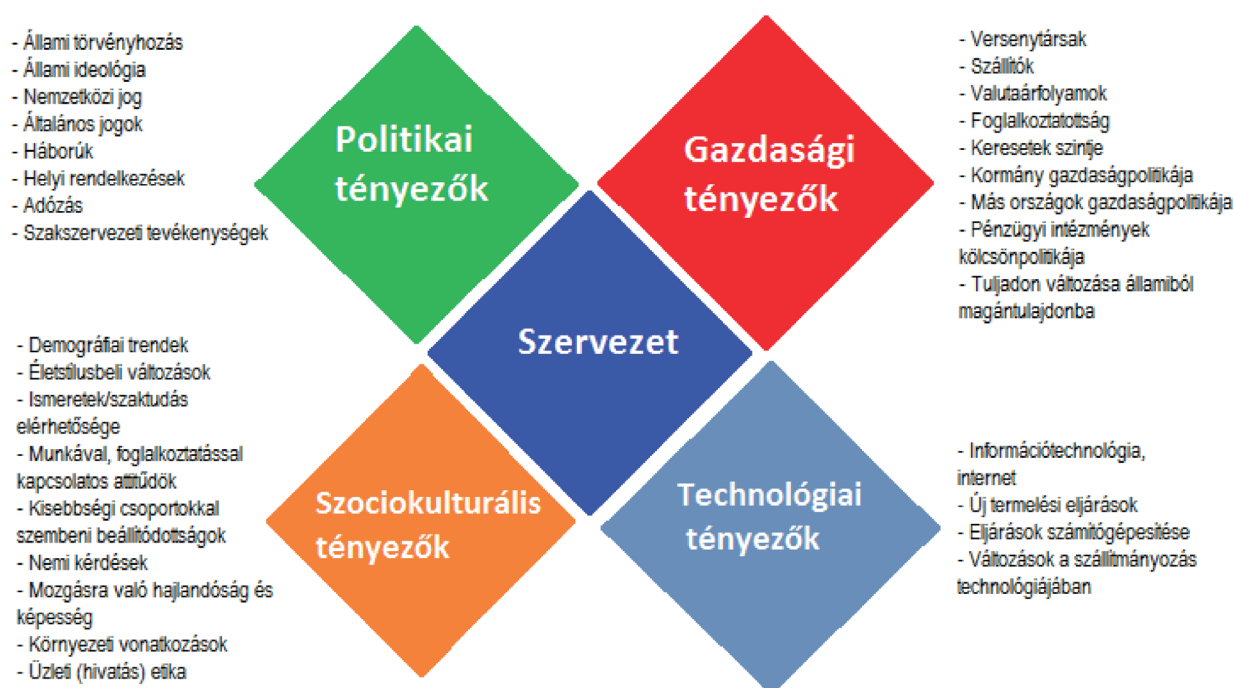 - Állami törvényhozás
- Állami ideológia
- Nemzetközi jog
- Általános jogok
- Háborúk
- Helyi rendelkezések
- Adózás
- Szakszervezeti tevékenységek
Politikai
tényezők
Gazdasági
tényezők
- Versenytársak
- Szállítók
- Valutaárfolyamok
- Foglalkoztatottság
- Keresetek szintje
- Kormány gazdaságpolitikája
- Más országok gazdaságpolitikája
- Pénzügyi intézmények
kölcsönpolitikája
- Tuljadon változása államiból
magántulajdonba
Szervezet
- Demográfiai trendek
- Életstílusbeli változások
- Ismeretek/szaktudás
elérhetősége
- Munkával, foglalkoztatással
kapcsolatos attitűdök
- Kisebbségi csoportokkal
szembeni beállítódottságok
- Nemi kérdések
- Mozgásra való hajlandóság és
képesség
- Környezeti vonatkozások
- Üzleti (hivatás) etika
Szociokulturális
tényezők
Technológiai
tényezők
- Információtechnológia,
internet
- Új termelési eljárások
- Eljárások számítógépesítése
- Változások a szállítmányozás
technológiájában